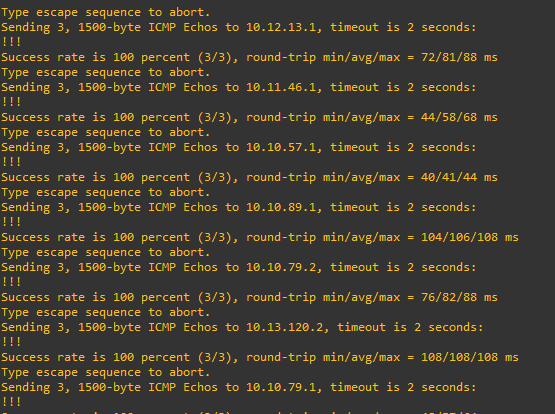 Type escape sequence to abort.
Sending 3, 1500-byte ICMP Echos to 10.12.13.1, timeout is 2 seconds:
!!!
Success rate is 100 percent (3/3), round-trip min/avg/max = 72/81/88 ms
Type escape sequence to abort.
Sending 3, 1500-byte ICMP Echos to 10.11.46.1, timeout is 2 seconds:
!!!
Success rate is 100 percent (3/3), round-trip min/avg/max = 44/58/68 ms
Type escape sequence to abort.
Sending 3, 1500-byte ICMP Echos to 10.10.57.1, timeout is 2 seconds:
!!!
Success rate is 100 percent (3/3), round-trip min/avg/max = 40/41/44 ms
Type escape sequence to abort.
Sending 3, 1500-byte ICMP Echos to 10.10.89.1, timeout is 2 seconds:
!!!
Success rate is 100 percent (3/3), round-trip min/avg/max = 104/106/108 ms
Type escape sequence to abort.
Sending 3, 1500-byte ICMP Echos to 10.10.79.2, timeout is 2 seconds:
!!!
Success rate is 100 percent (3/3), round-trip min/avg/max = 76/82/88 ms
Type escape sequence to abort.
Sending 3, 1500-byte ICMP Echos to 10.13.120.2, timeout is 2 seconds:
!!!
Success rate is 100 percent (3/3), round-trip min/avg/max = 108/108/108 ms
Type escape sequence to abort.
Sending 3, 1500-byte ICMP Echos to 10.10.79.1, timeout is 2 seconds:
!!!